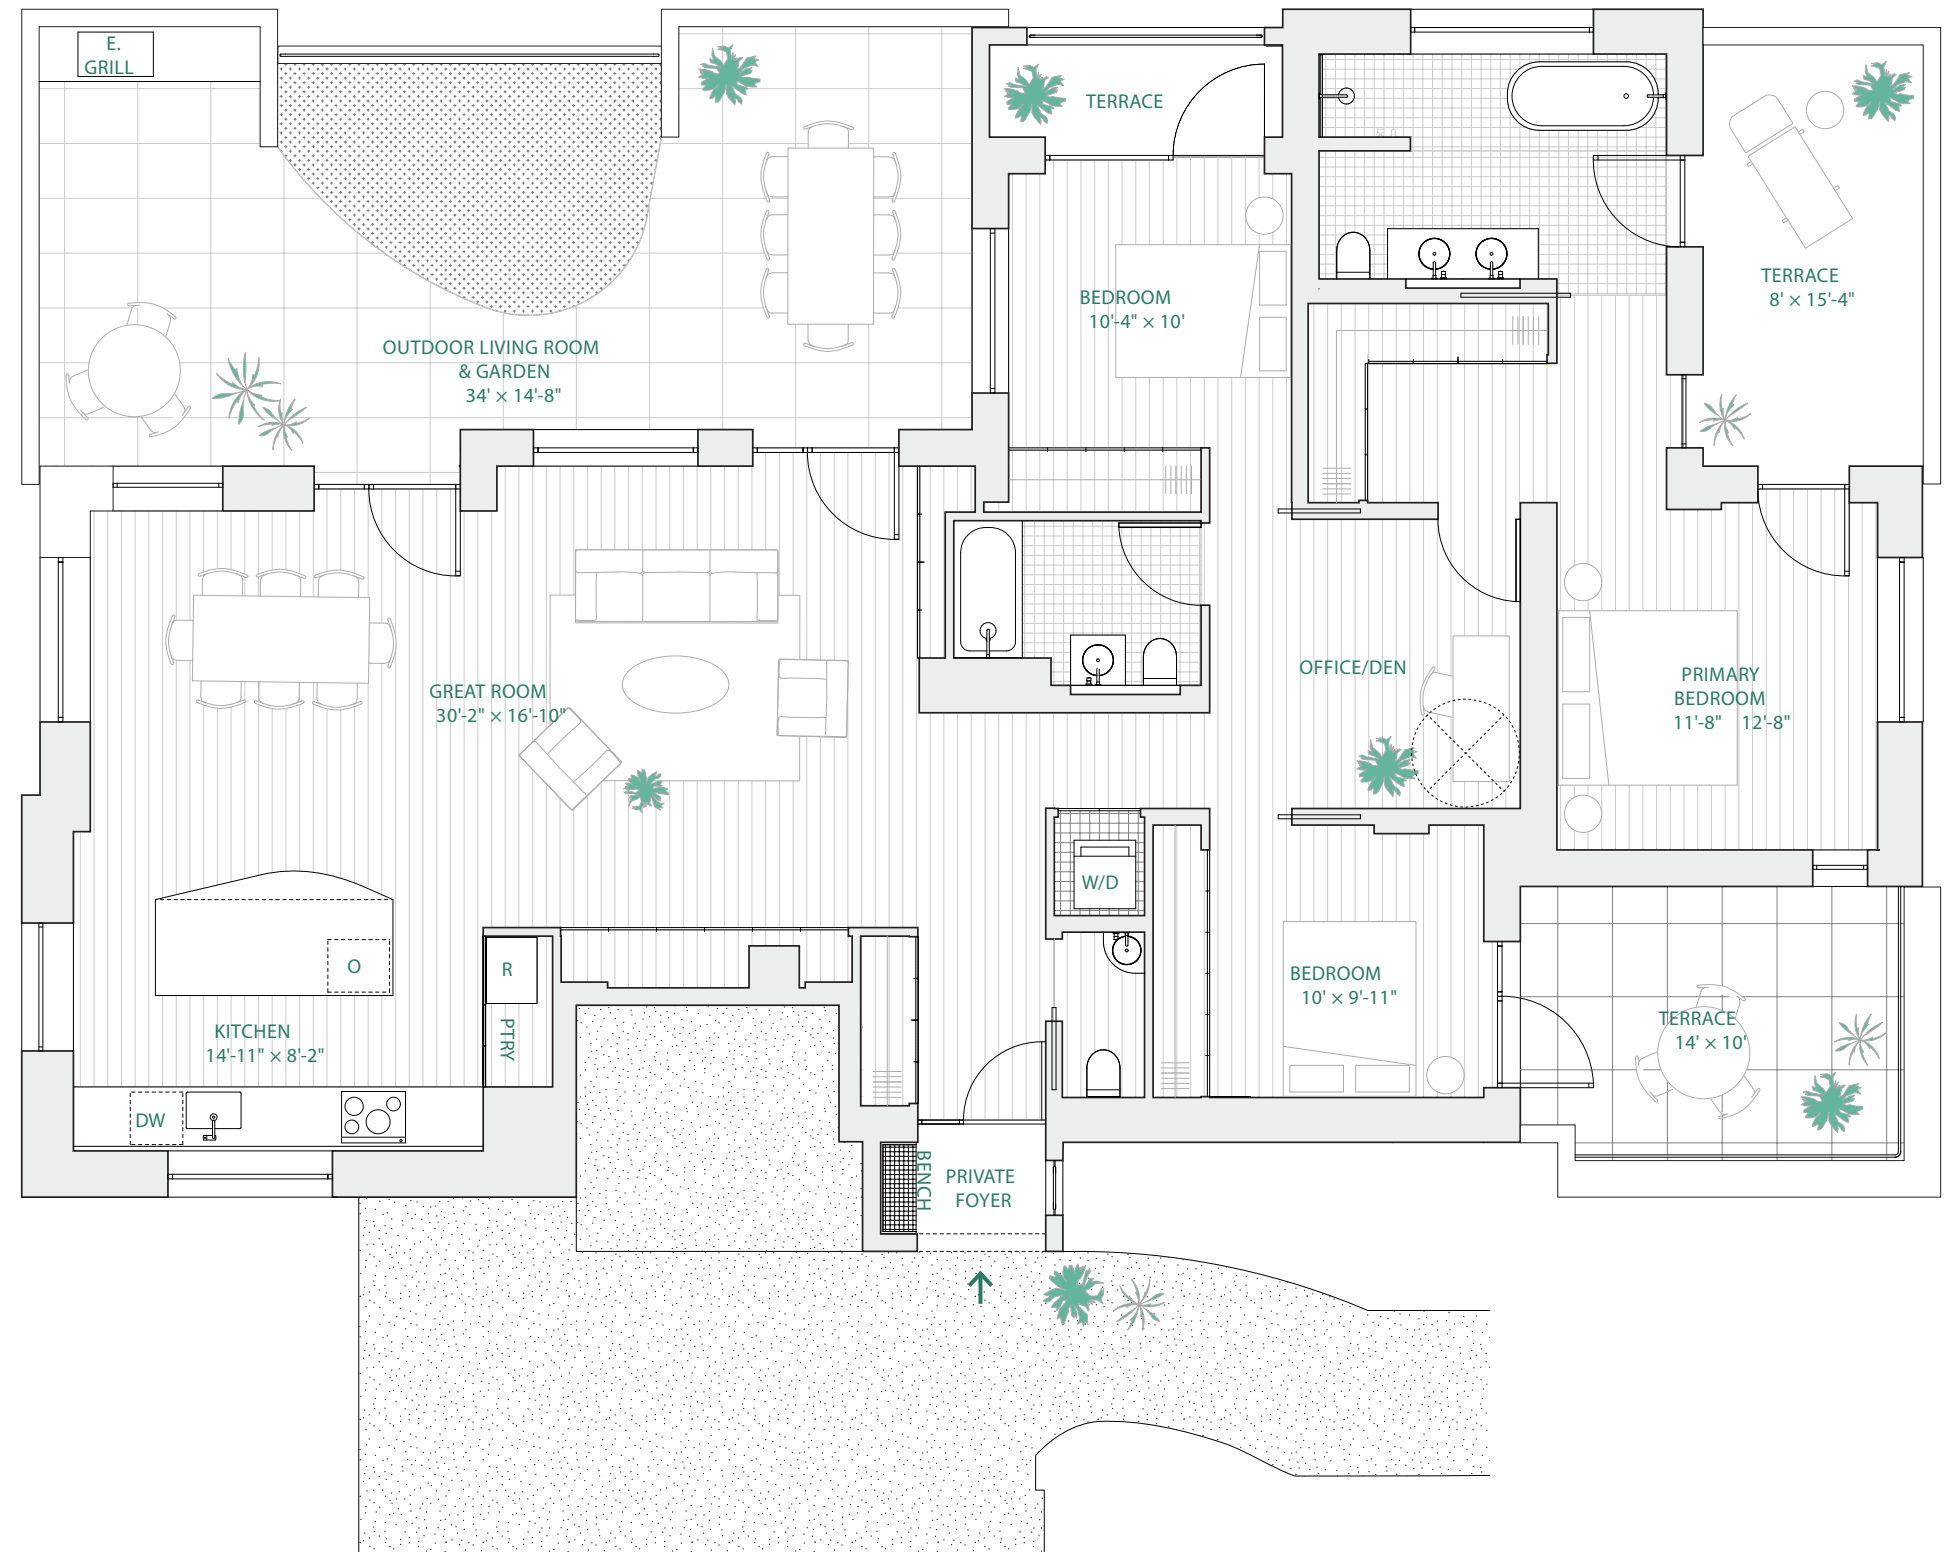 E.
GRILL
TERRACE
TERRACE
8' × 15'-4"
BEDROOM
10'-4" × 10'
OUTDOOR LIVING ROOM
& GARDEN
34' × 14'-8"
OFFICE/DEN
PRIMARY
BEDROOM
11'-8" 12'-8"
GREAT ROOM
30'-2" × 16'-10"
W/D
O
R
PTRY
BEDROOM
10' × 9'-11"
KITCHEN
14'-11" × 8'-2"
TERRACE
14' × 10'
DW
BENCH
PRIVATE
FOYER